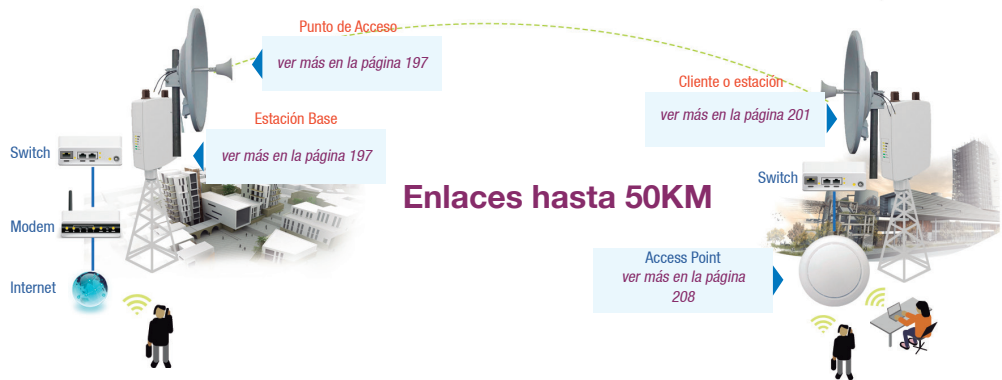 Punto de Acceso
ver más en la página 197
Estación Base
ver más en la página 197
Switch
Modem
Internet
Enlaces hasta 50KM
Cliente o estación
ver más en la página 201
Switch
Access Point
ver más en la página
208